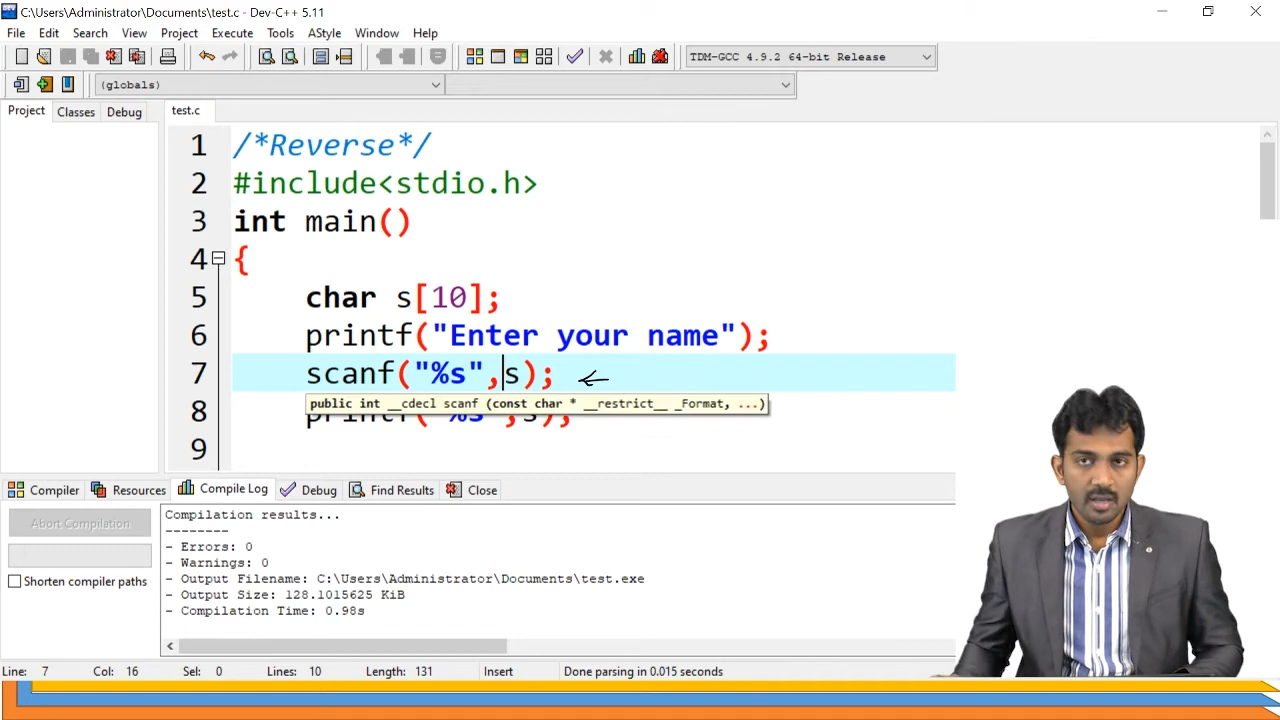 C:\Users\Administrator\Documents\test.c - Dev-C++ 5.11
File Edit Search View Project Execute Tools AStyle Window Help
TDM-GCC 4.9.2 64-bit Release
(globals)
Project Classes Debug test.c
1 /*Reverse*/
2 #include<stdio.h>
3 int main()
4 {
5 char s[10];
6 printf("Enter your name");
7 scanf("%s",s);
public int __cdecl scanf (const char * __restrict__ _Format, ...)
8 printf("%s",s);
9
Compiler Resources Compile Log Debug Find Results Close
Abort Compilation
Shorten compiler paths
Compilation results...
--------
- Errors: 0
- Warnings: 0
- Output Filename: C:\Users\Administrator\Documents\test.exe
- Output Size: 128.1015625 KiB
- Compilation Time: 0.98s
Line: 7 Col: 16 Sel: 0 Lines: 10 Length: 131 Insert Done parsing in 0.015 seconds